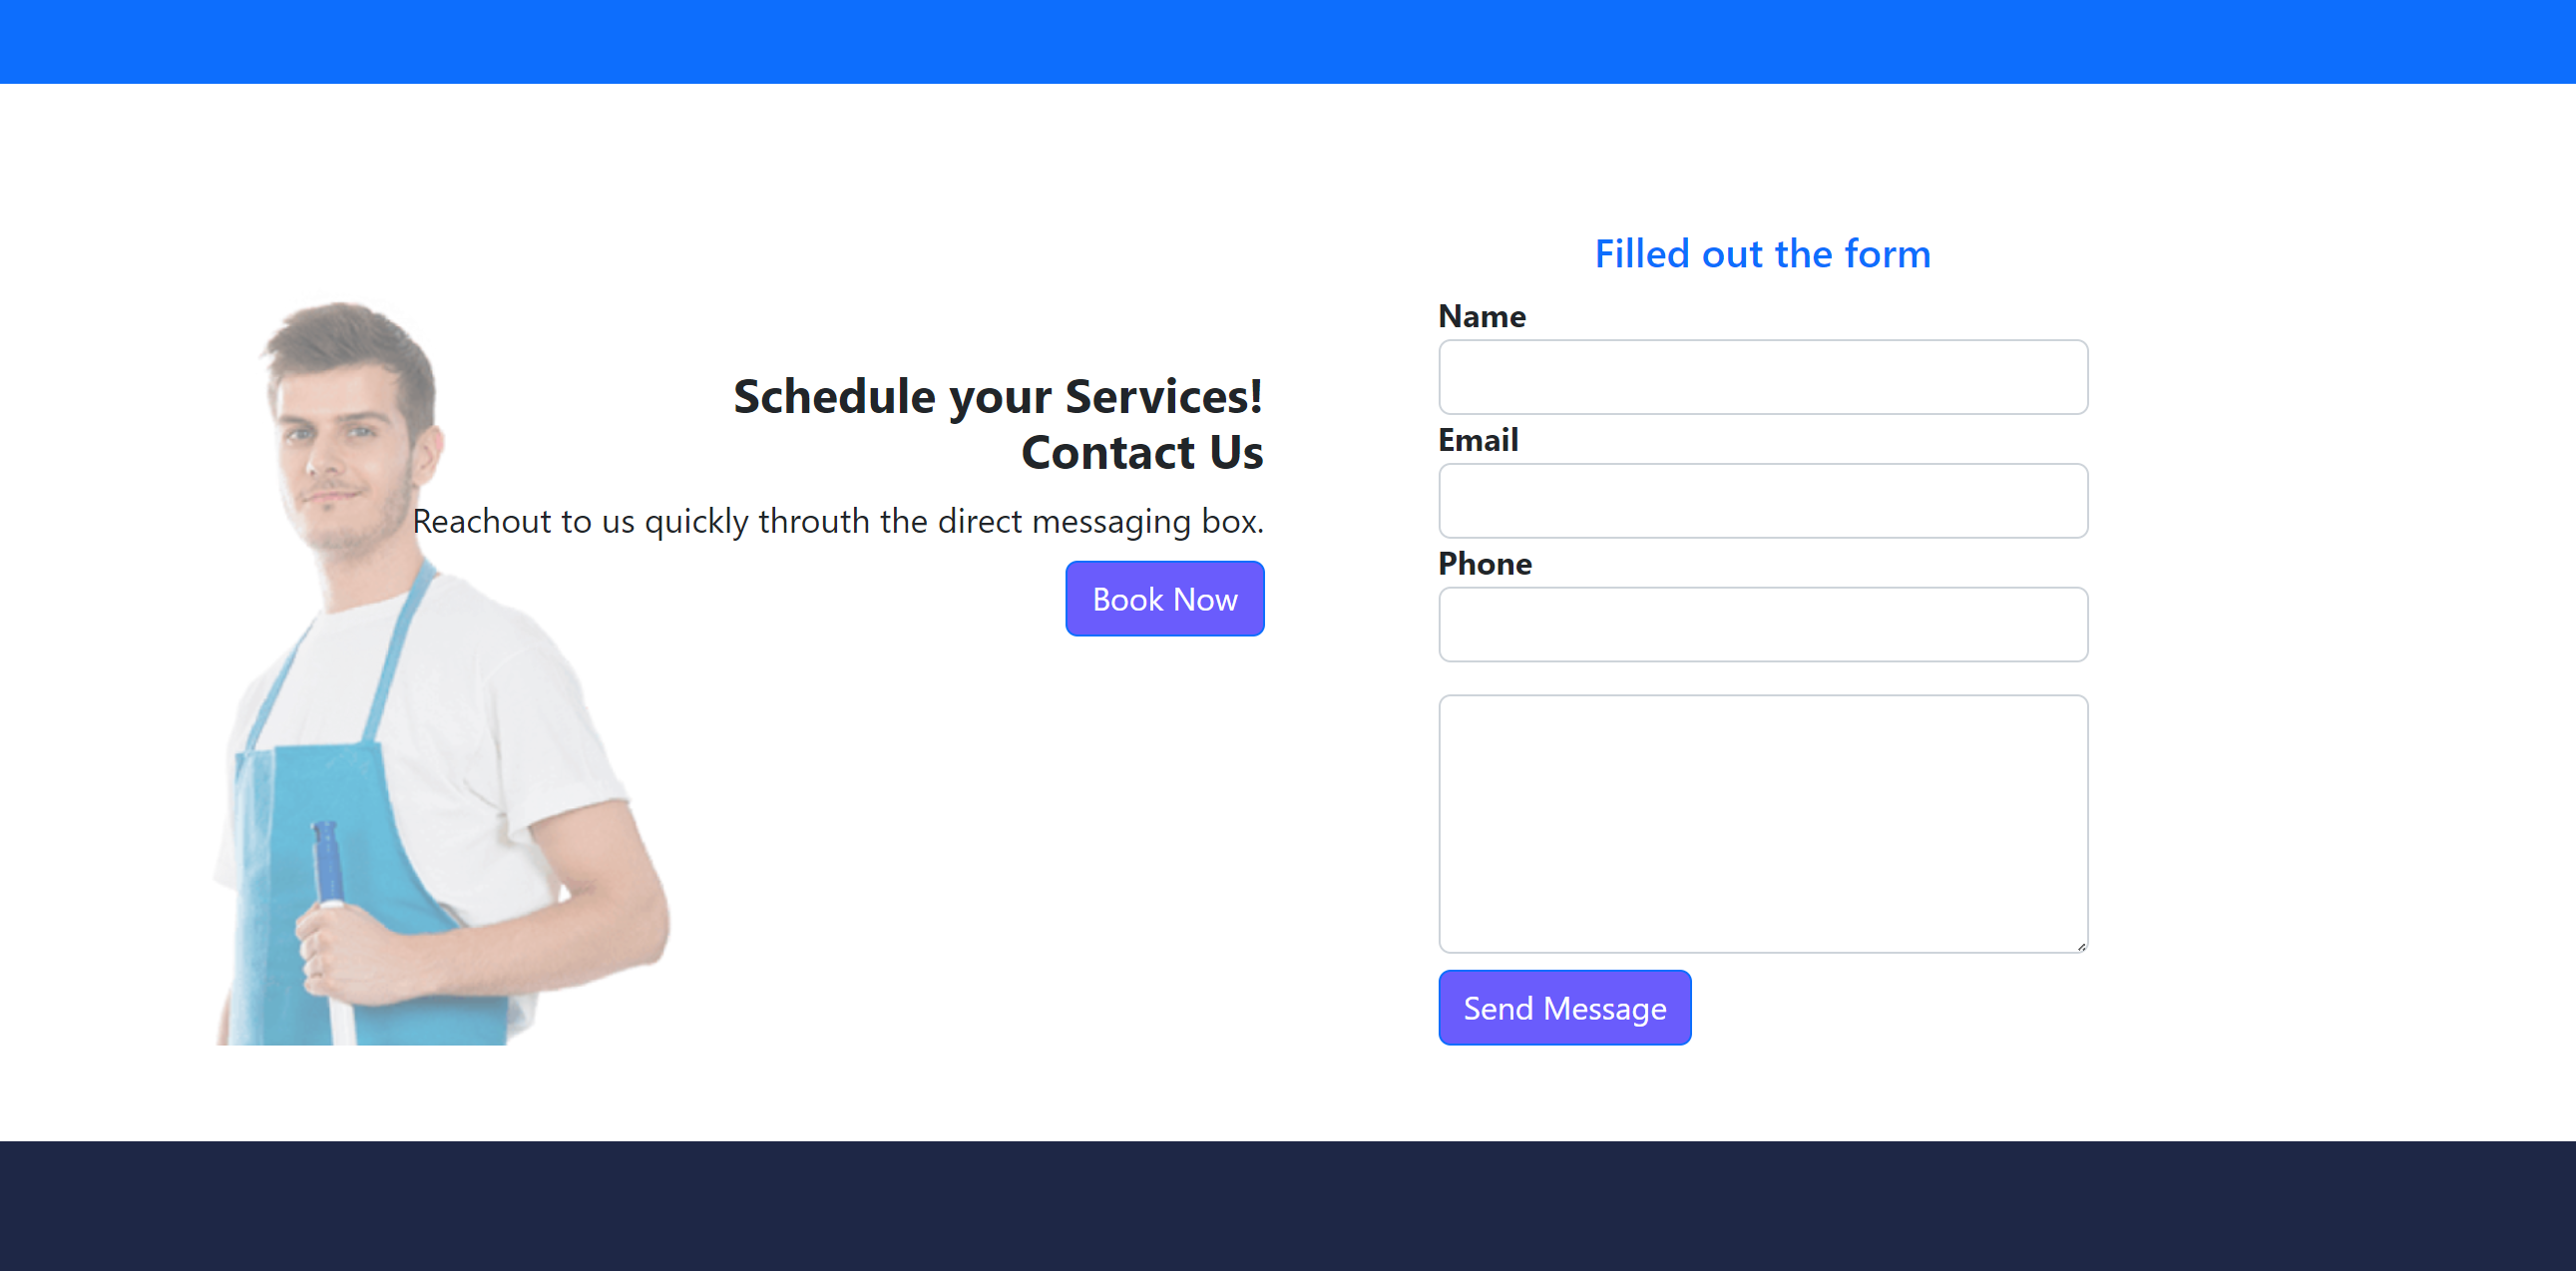 Schedule your Services!
Contact Us
Reachout to us quickly throuth the direct messaging box.
Book Now
Filled out the form
Name
Email
Phone
Send Message